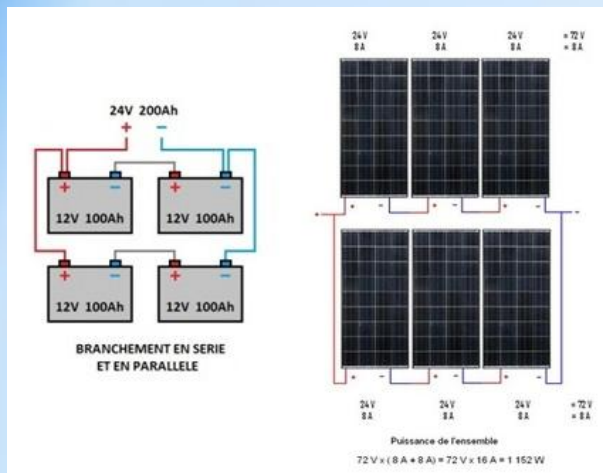 24V 200Ah
+ −
+ − + −
12V 100Ah 12V 100Ah
+ − + −
12V 100Ah 12V 100Ah
BRANCHEMENT EN SERIE
ET EN PARALLELE
24 V 24 V 24 V = 72 V
8 A 8 A 8 A = 8 A
+ + − + − + − −
+ − + − + −
24 V 24 V 24 V = 72 V
8 A 8 A 8 A = 8 A
Puissance de l'ensemble
72 V x ( 8 A + 8 A) = 72 V x 16 A = 1 152 W